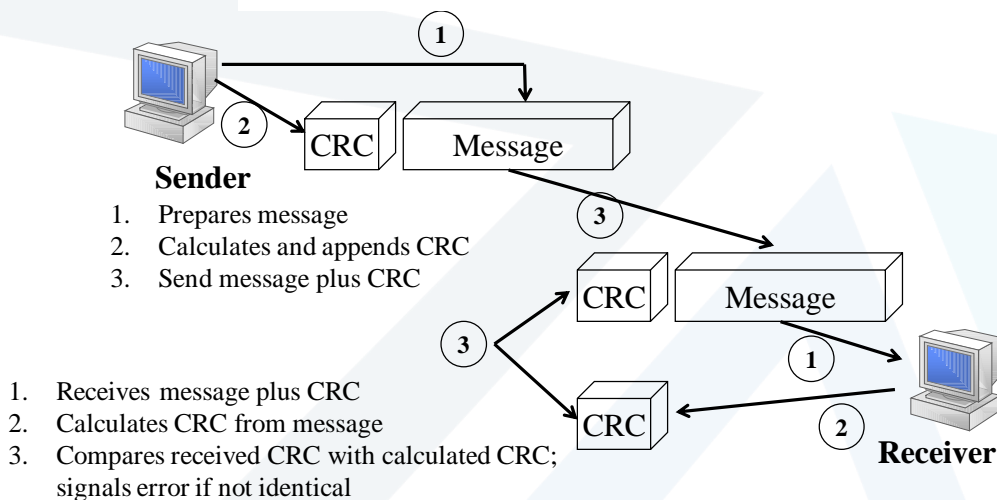 1
2
CRC
Message
Sender
1. Prepares message
2. Calculates and appends CRC
3. Send message plus CRC
3
CRC
Message
3
1
1. Receives message plus CRC
2. Calculates CRC from message
3. Compares received CRC with calculated CRC;
signals error if not identical
CRC
2
Receiver